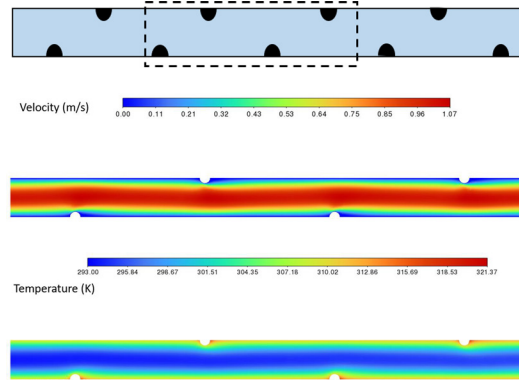 Velocity (m/s)
0.00 0.11 0.21 0.32 0.43 0.53 0.64 0.75 0.85 0.96 1.07
293.00 295.84 298.67 301.51 304.35 307.18 310.02 312.86 315.69 318.53 321.37
Temperature (K)